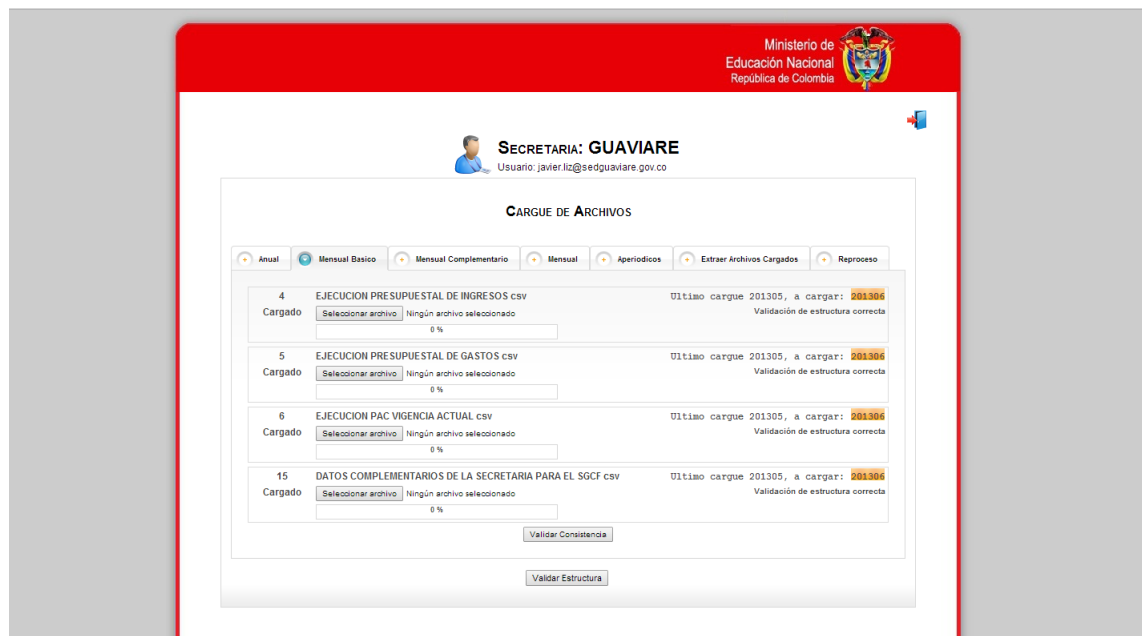 Ministerio de
Educación Nacional
República de Colombia
SECRETARIA: GUAVIARE
Usuario: javier.liz@sedguaviare.gov.co
CARGUE DE ARCHIVOS
Anual Mensual Basico Mensual Complementario Mensual Aperiodicos Extraer Archivos Cargados Reproceso
4 EJECUCION PRESUPUESTAL DE INGRESOS csv Ultimo cargue 201305, a cargar: 201306
Cargado Seleccionar archivo Ningún archivo seleccionado Validación de estructura correcta
0 %
5 EJECUCION PRESUPUESTAL DE GASTOS csv Ultimo cargue 201305, a cargar: 201306
Cargado Seleccionar archivo Ningún archivo seleccionado Validación de estructura correcta
0 %
6 EJECUCION PAC VIGENCIA ACTUAL csv Ultimo cargue 201305, a cargar: 201306
Cargado Seleccionar archivo Ningún archivo seleccionado Validación de estructura correcta
0 %
15 DATOS COMPLEMENTARIOS DE LA SECRETARIA PARA EL SGCF csv Ultimo cargue 201305, a cargar: 201306
Cargado Seleccionar archivo Ningún archivo seleccionado Validación de estructura correcta
0 %
Validar Consistencia
Validar Estructura